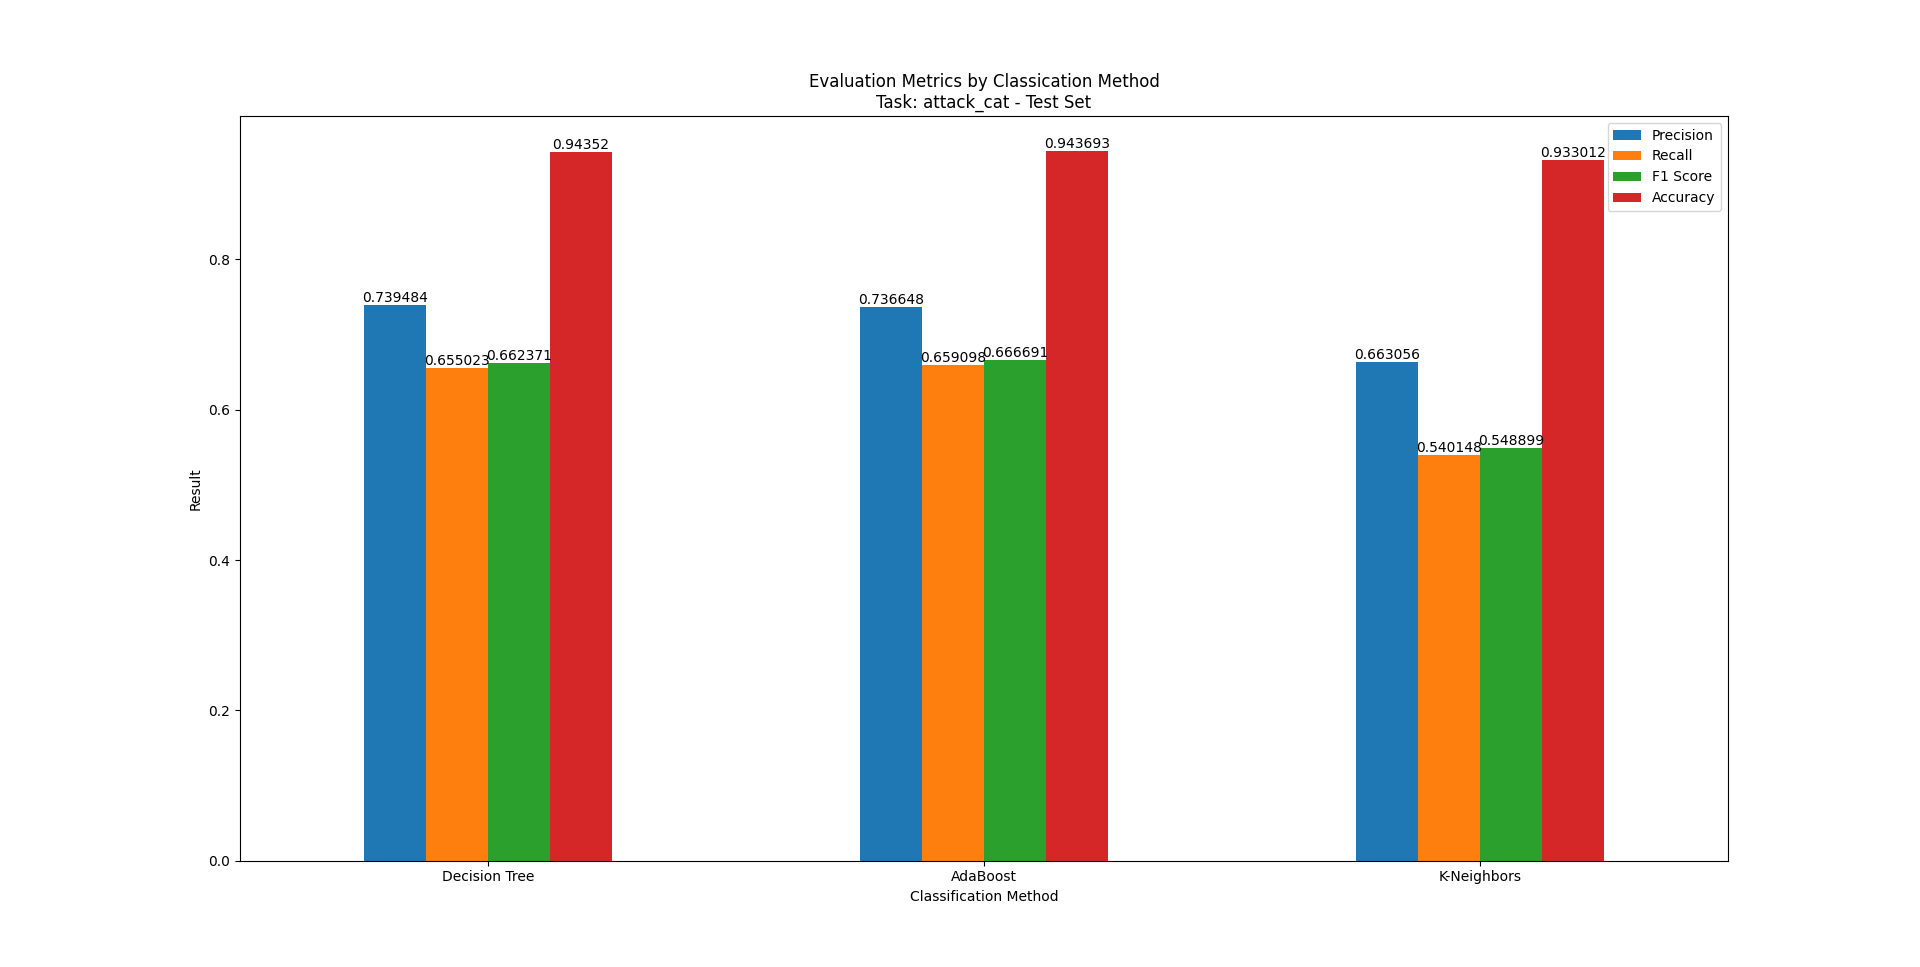 Evaluation Metrics by Classication Method
Task: attack_cat - Test Set
Precision
Recall
F1 Score
Accuracy
0.94352
0.943693
0.933012
0.739484
0.655023
0.662371
0.736648
0.659098
0.666691
0.663056
0.540148
0.548899
0.8
0.6
0.4
0.2
0.0
Result
Decision Tree
AdaBoost
K-Neighbors
Classification Method